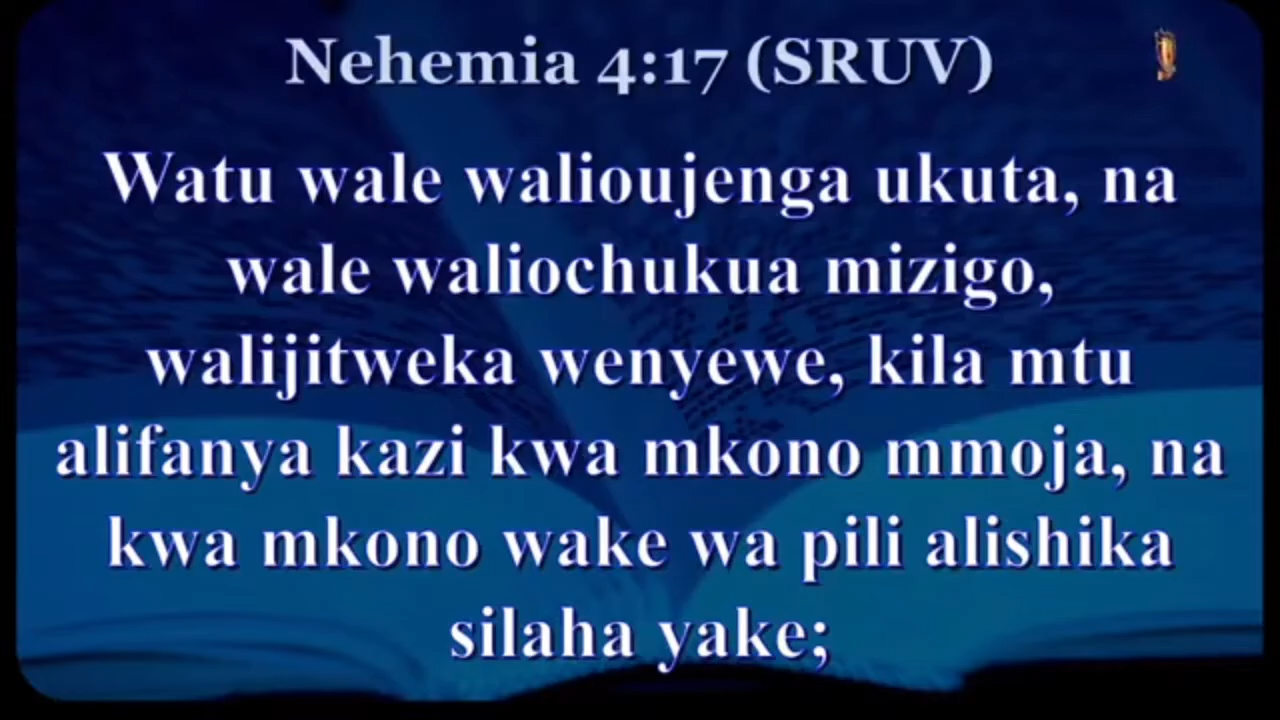 Nehemia 4:17 (SRUV)
Watu wale walioujenga ukuta, na
wale waliochukua mizigo,
walijitweka wenyewe, kila mtu
alifanya kazi kwa mkono mmoja, na
kwa mkono wake wa pili alishika
silaha yake;